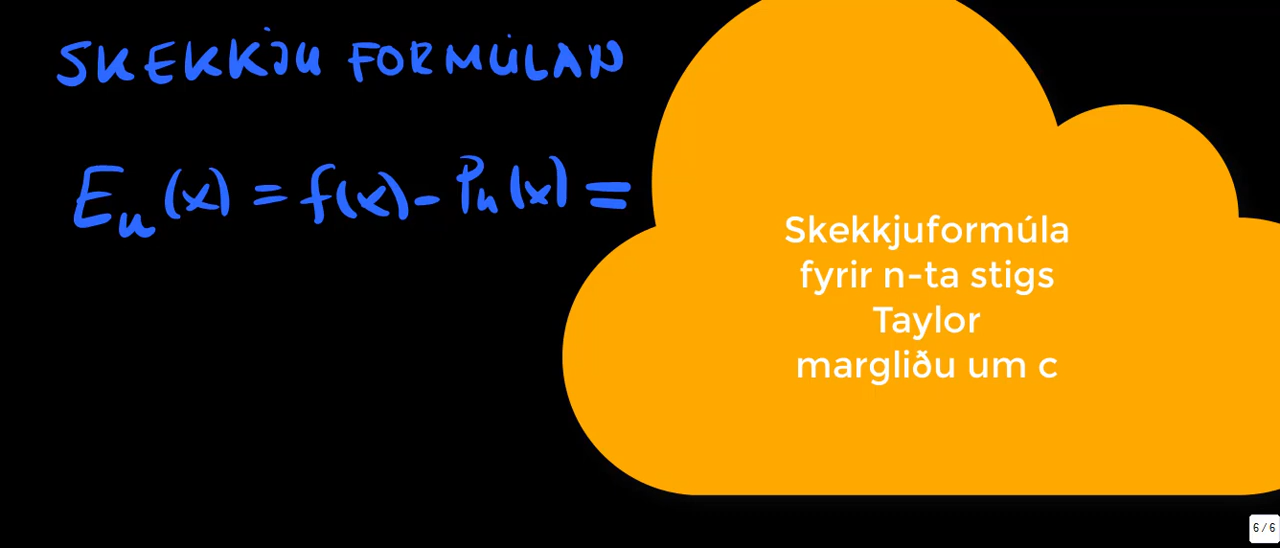 SKEKKJU FORMÚLAN
En(x) = f(x) - Pn(x) =
Skekkjuformúla
fyrir n-ta stigs
Taylor
margliðu um c
6/6